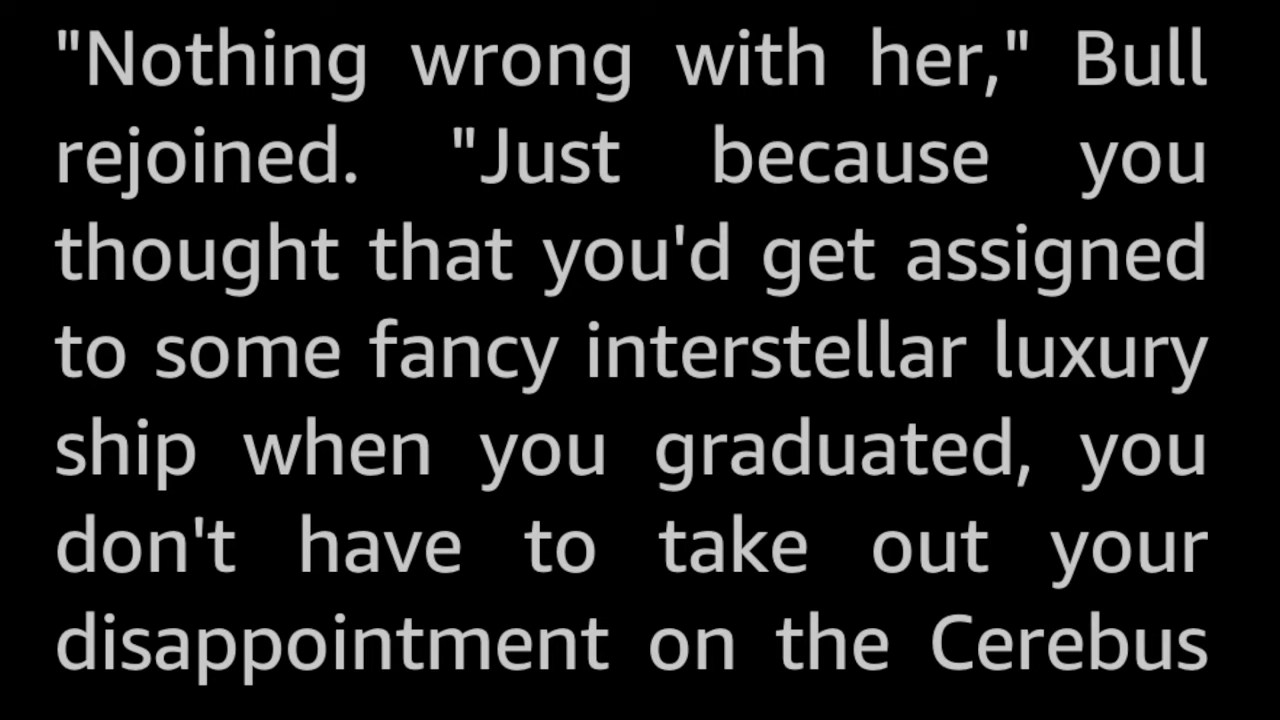 "Nothing wrong with her," Bull
rejoined. "Just because you
thought that you'd get assigned
to some fancy interstellar luxury
ship when you graduated, you
don't have to take out your
disappointment on the Cerebus